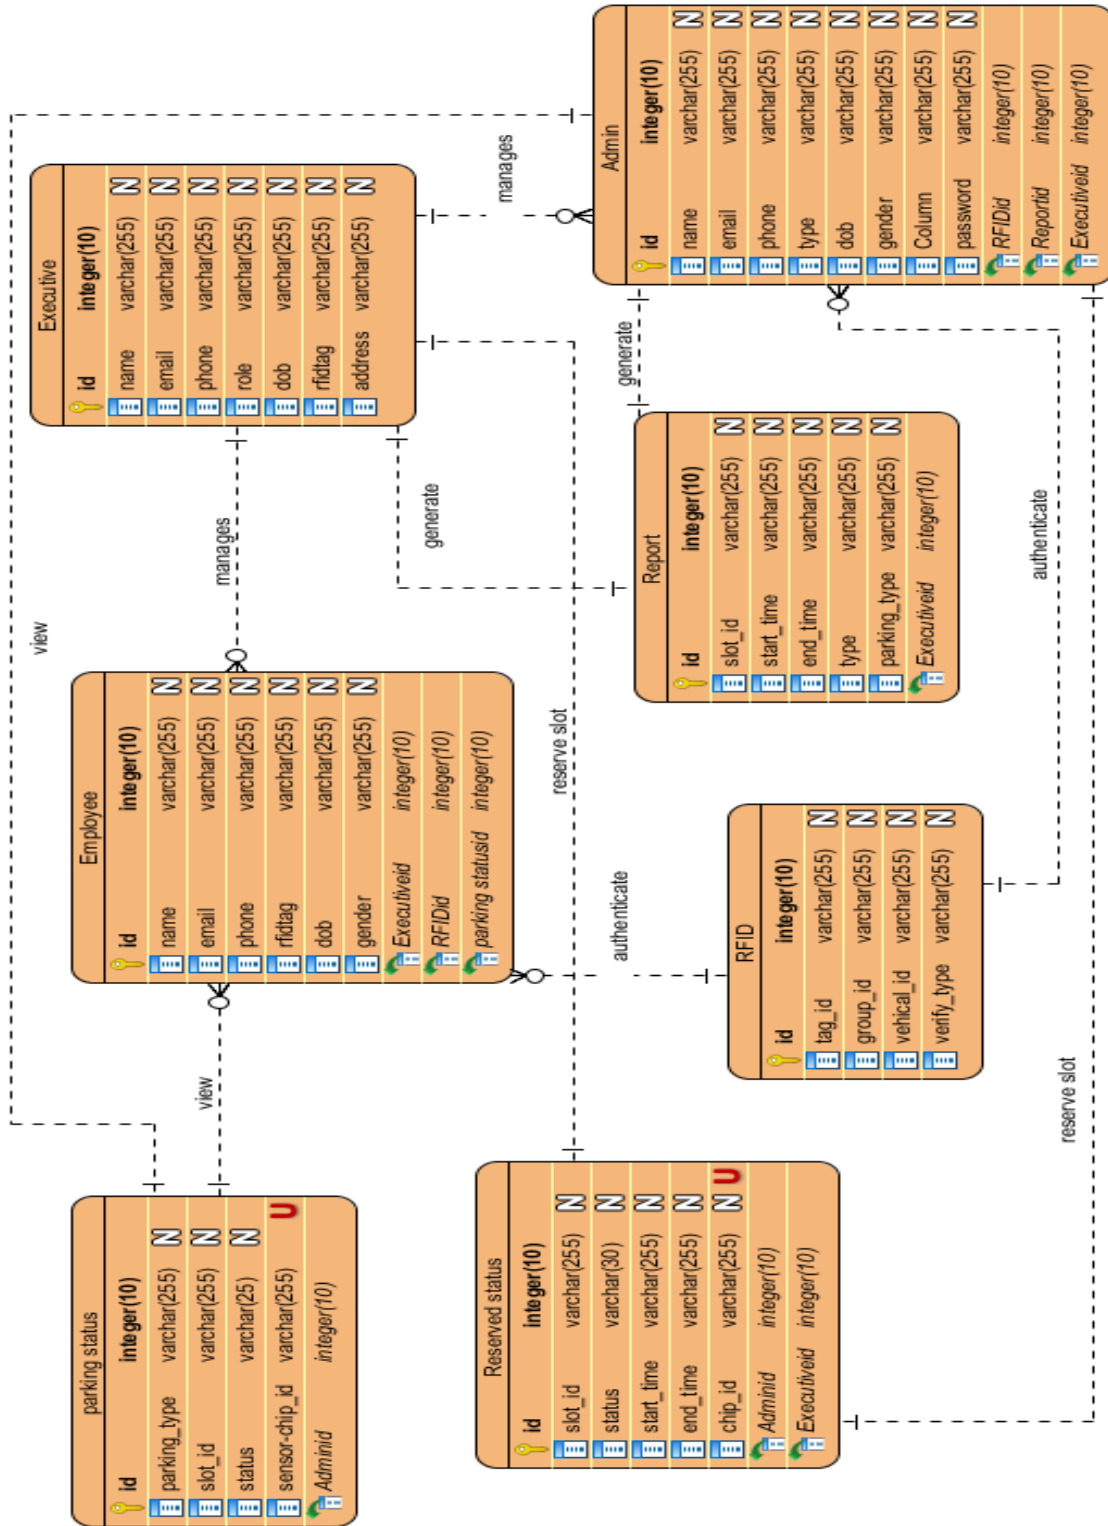 parking status
id integer(10)
parking_type varchar(255) N
slot_id varchar(255) N
status varchar(25) N
sensor-chip_id varchar(255) U
Adminid integer(10)
view
view
Employee
id integer(10)
name varchar(255) N
email varchar(255) N
phone varchar(255) N
rfidtag varchar(255) N
dob varchar(255) N
gender varchar(255) N
Executiveid integer(10)
RFIDid integer(10)
parking statusid integer(10)
manages
Executive
id integer(10)
name varchar(255) N
email varchar(255) N
phone varchar(255) N
role varchar(255) N
dob varchar(255) N
rfidtag varchar(255) N
address varchar(255) N
generate
manages
reserve slot
Reserved status
id integer(10)
slot_id varchar(255) N
status varchar(30) N
start_time varchar(255) N
end_time varchar(255) N
chip_id varchar(255) N U
Adminid integer(10)
Executiveid integer(10)
authenticate
RFID
id integer(10)
tag_id varchar(255) N
group_id varchar(255) N
vehical_id varchar(255) N
verify_type varchar(255) N
Report
id integer(10)
slot_id varchar(255) N
start_time varchar(255) N
end_time varchar(255) N
type varchar(255) N
parking_type varchar(255) N
Executiveid integer(10)
generate
Admin
id integer(10)
name varchar(255) N
email varchar(255) N
phone varchar(255) N
type varchar(255) N
dob varchar(255) N
gender varchar(255) N
Column varchar(255) N
password varchar(255) N
RFIDid integer(10)
Reportid integer(10)
Executiveid integer(10)
authenticate
reserve slot